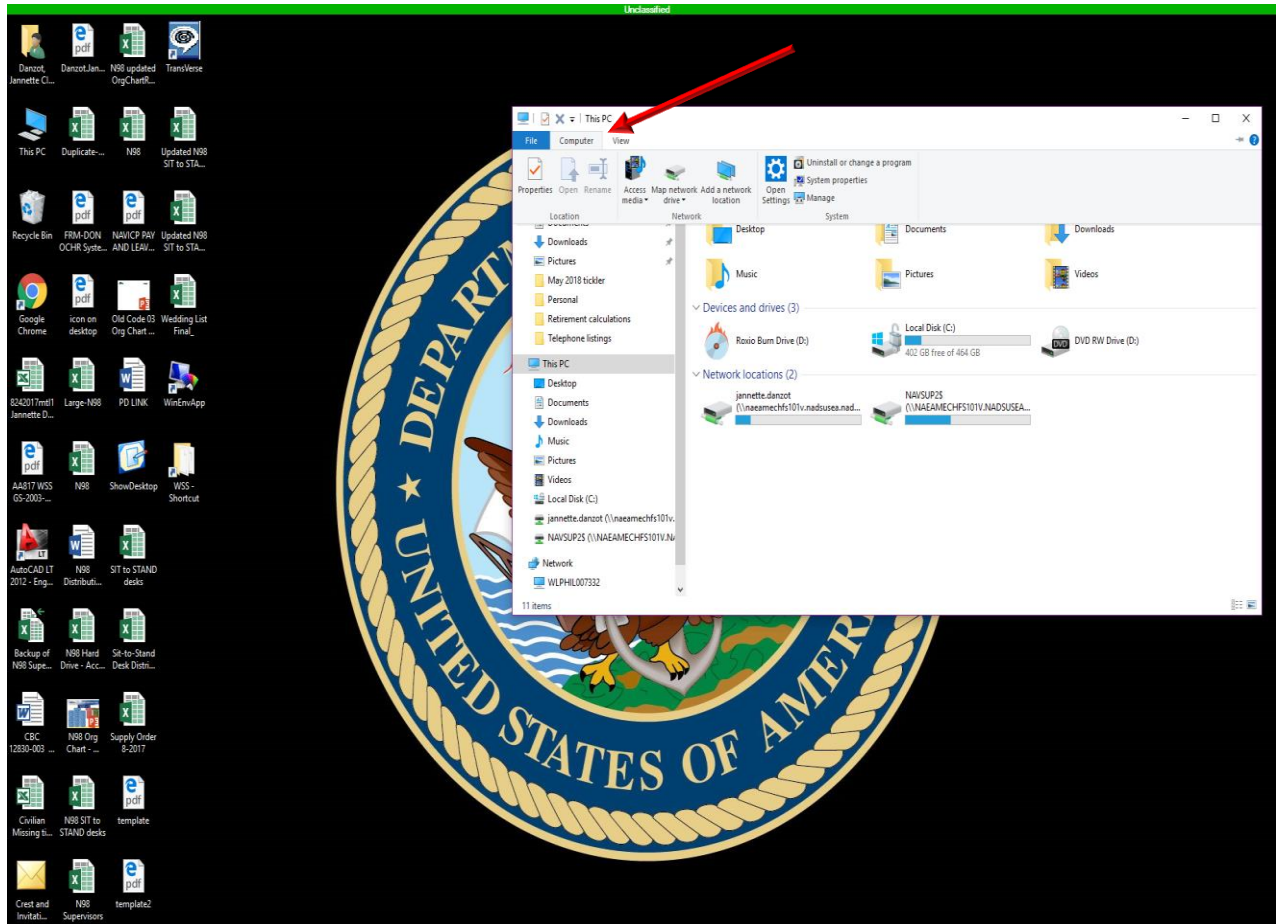 Unclassified
Danzot,
Jannette Cl...
Danzot.Jan...
N98 updated
OrgChartR...
TransVerse
This PC
Duplicate-...
N98
Updated N98
SIT to STA...
Recycle Bin
FRM-DON
OCHR Syste...
NAVICP PAY
AND LEAV...
Updated N98
SIT to STA...
Google
Chrome
icon on
desktop
Old Code 03
Org Chart ...
Wedding List
Final_
8242017mtl1
Jannette D...
Large-N98
PD LINK
WinEnvApp
AA817 WSS
GS-2003-...
N98
ShowDesktop
WSS -
Shortcut
AutoCAD LT
2012 - Eng...
N98
Distributi...
SIT to STAND
desks
Backup of
N98 Supe...
N98 Hard
Drive - Acc...
Sit-to-Stand
Desk Distri...
CBC
12830-003 ...
N98 Org
Chart - ...
Supply Order
8-2017
Civilian
Missing ti...
N98 SIT to
STAND desks
template
Crest and
Invitati...
N98
Supervisors
template2
This PC
File Computer View
Properties Open Rename
Access
media
Map network
drive
Add a network
location
Open
Settings
Uninstall or change a program
System properties
Manage
Location Network System
Documents
Downloads
Pictures
May 2018 tickler
Personal
Retirement calculations
Telephone listings
This PC
Desktop
Documents
Downloads
Music
Pictures
Videos
Local Disk (C:)
jannette.danzot (\\naeamechfs101v.
NAVSUP2$ (\\NAEAMECHFS101V.NA
Network
WLPHIL007332
11 items
Desktop Documents Downloads
Music Pictures Videos
Devices and drives (3)
Roxio Burn Drive (D:)
Local Disk (C:)
402 GB free of 464 GB
DVD RW Drive (D:)
Network locations (2)
jannette.danzot
(\\naeamechfs101v.nadsusea.nad...
NAVSUP2$
(\\NAEAMECHFS101V.NADSUSEA...
UNITED STATES OF AMER